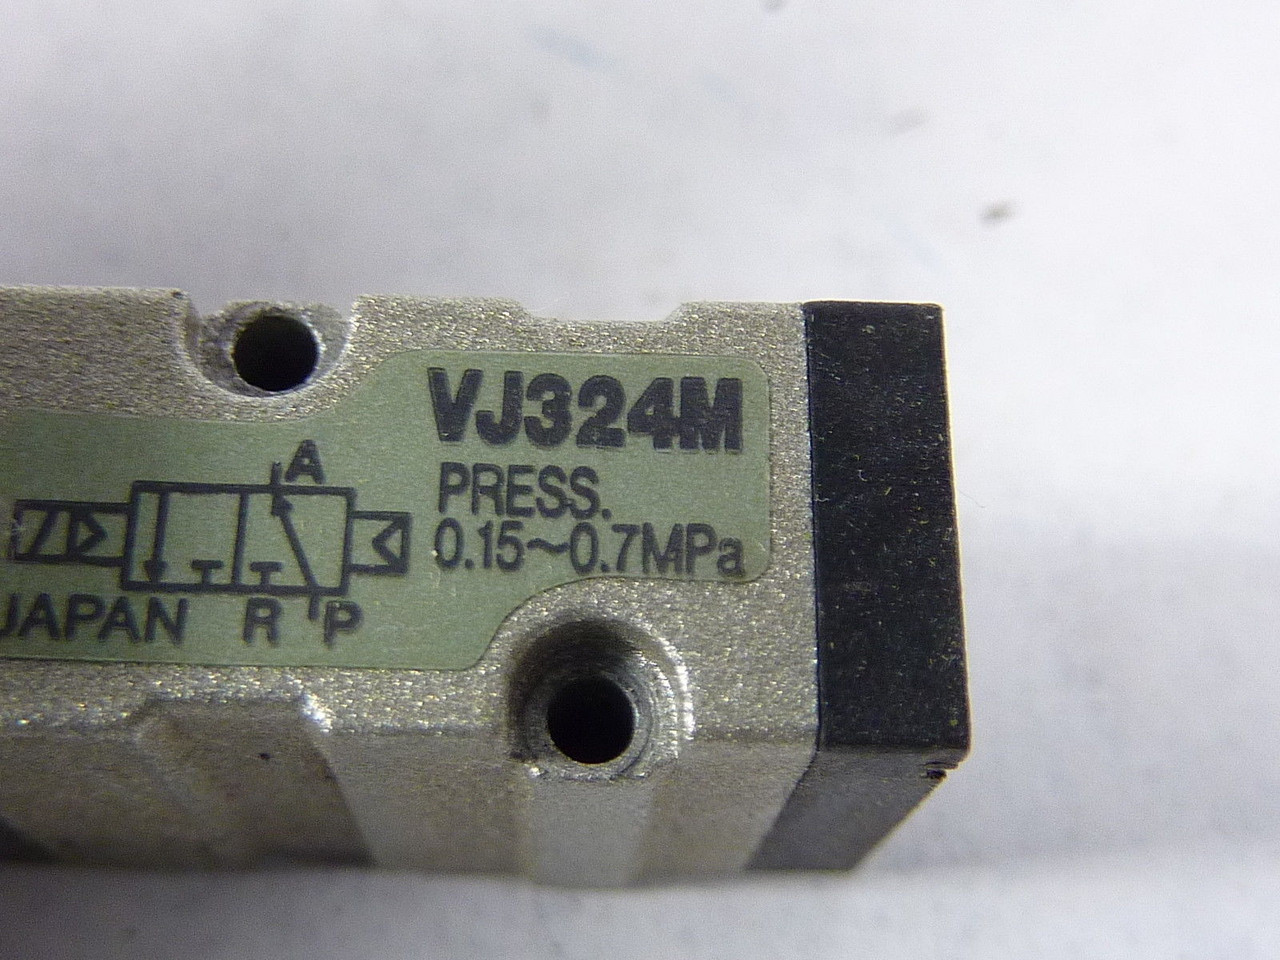 VJ324M
PRESS.
0.15~0.7MPa
A
R P
JAPAN